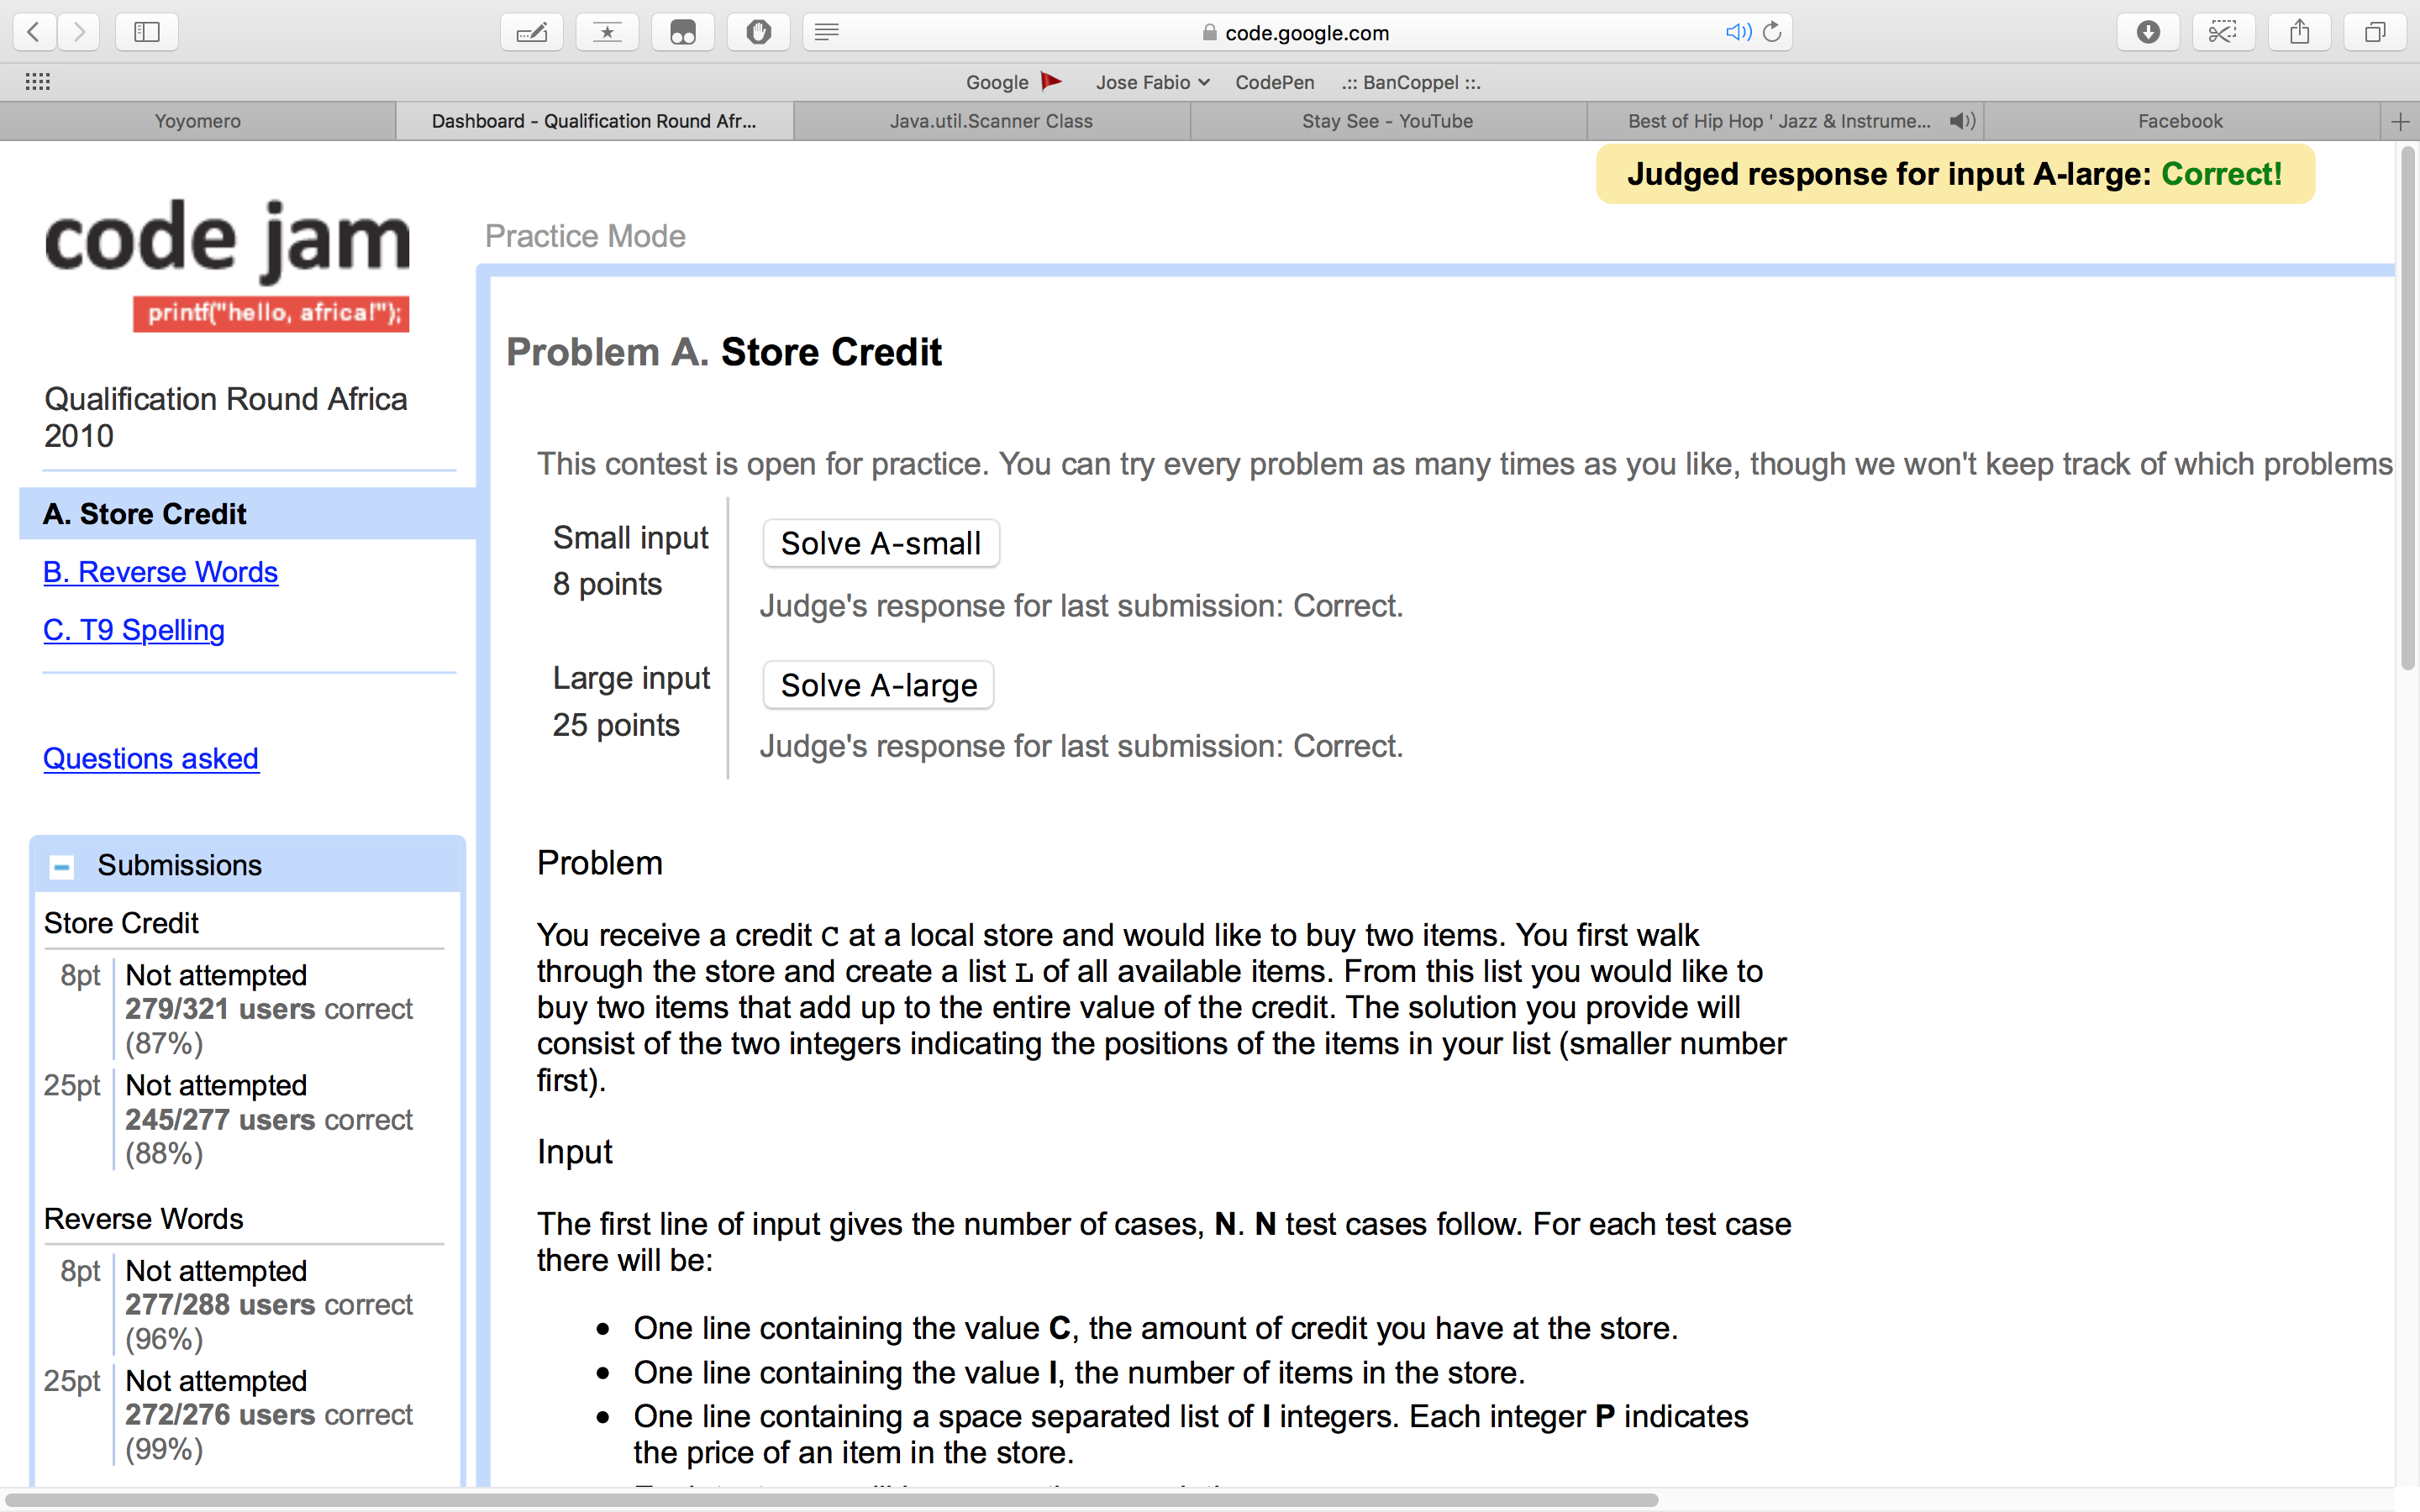 code.google.com
Google
Jose Fabio
CodePen
.:: BanCoppel ::.
Yoyomero
Dashboard - Qualification Round Afr...
Java.util.Scanner Class
Stay See - YouTube
Best of Hip Hop ' Jazz & Instrume...
Facebook
Judged response for input A-large: Correct!
code jam
printf("hello, africa!");
Practice Mode
Qualification Round Africa
2010
A. Store Credit
B. Reverse Words
C. T9 Spelling
Questions asked
Submissions
Store Credit
8pt Not attempted
279/321 users correct
(87%)
25pt Not attempted
245/277 users correct
(88%)
Reverse Words
8pt Not attempted
277/288 users correct
(96%)
25pt Not attempted
272/276 users correct
(99%)
Problem A. Store Credit
This contest is open for practice. You can try every problem as many times as you like, though we won't keep track of which problems
Small input
8 points
Solve A-small
Judge's response for last submission: Correct.
Large input
25 points
Solve A-large
Judge's response for last submission: Correct.
Problem
You receive a credit C at a local store and would like to buy two items. You first walk
through the store and create a list L of all available items. From this list you would like to
buy two items that add up to the entire value of the credit. The solution you provide will
consist of the two integers indicating the positions of the items in your list (smaller number
first).
Input
The first line of input gives the number of cases, N. N test cases follow. For each test case
there will be:
• One line containing the value C, the amount of credit you have at the store.
• One line containing the value I, the number of items in the store.
• One line containing a space separated list of I integers. Each integer P indicates
the price of an item in the store.